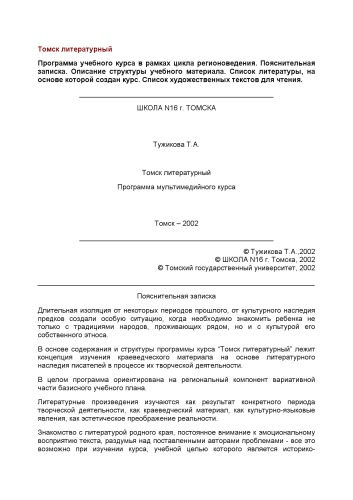 Томск литературный
Программа учебного курса в рамках цикла регионоведения. Пояснительная
записка. Описание структуры учебного материала. Список литературы, на
основе которой создан курс. Список художественных текстов для чтения.
ШКОЛА N16 г. ТОМСКА
Тужикова Т.А.
Томск литературный
Программа мультимедийного курса
Томск – 2002
© Тужикова Т.А.,2002
© ШКОЛА N16 г. Томска, 2002
© Томский государственный университет, 2002
Пояснительная записка
Длительная изоляция от некоторых периодов прошлого, от культурного наследия
предков создали особую ситуацию, когда необходимо знакомить ребенка не
только с традициями народов, проживающих рядом, но и с культурой его
собственного этноса.
В основе содержания и структуры программы курса “Томск литературный” лежит
концепция изучения краеведческого материала на основе литературного
наследия писателей в процессе их творческой деятельности.
В целом программа ориентирована на региональный компонент вариативной
части базисного учебного плана.
Литературные произведения изучаются как результат конкретного периода
творческой деятельности, как краеведческий материал, как культурно-языковые
явления, как эстетическое преображение реальности.
Знакомство с литературой родного края, постоянное внимание к эмоциональному
восприятию текста, раздумья над поставленными авторами проблемами - все это
возможно при изучении курса, учебной целью которого является историко-